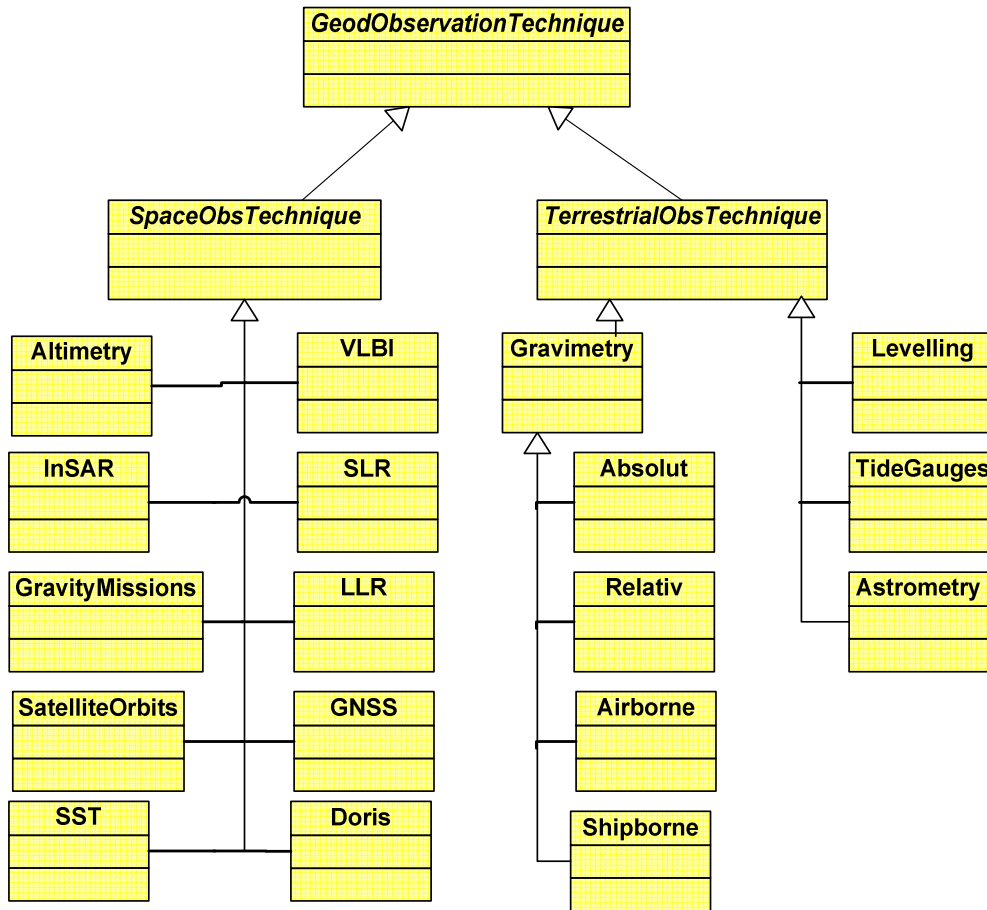 GeodObservationTechnique
SpaceObsTechnique
TerrestrialObsTechnique
Altimetry
VLBI
Gravimetry
Levelling
InSAR
SLR
Absolut
TideGauges
GravityMissions
LLR
Relativ
Astrometry
SatelliteOrbits
GNSS
Airborne
SST
Doris
Shipborne